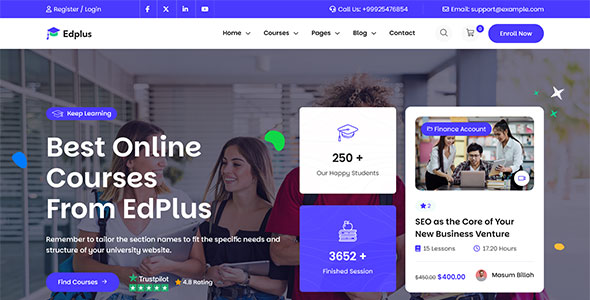 Register / Login
Call Us: +99925476854
Email: support@example.com
Edplus
Home
Courses
Pages
Blog
Contact
0
Enroll Now
Keep Learning
Best Online
Courses
From EdPlus
Remember to tailor the section names to fit the specific needs and
structure of your university website.
Find Courses
Trustpilot
4.8 Rating
250 +
Our Happy Students
3652 +
Finished Session
Finance Account
2
SEO as the Core of Your
New Business Venture
15 Lessons
17:20 Horus
$450.00 $400.00
Masum Billah